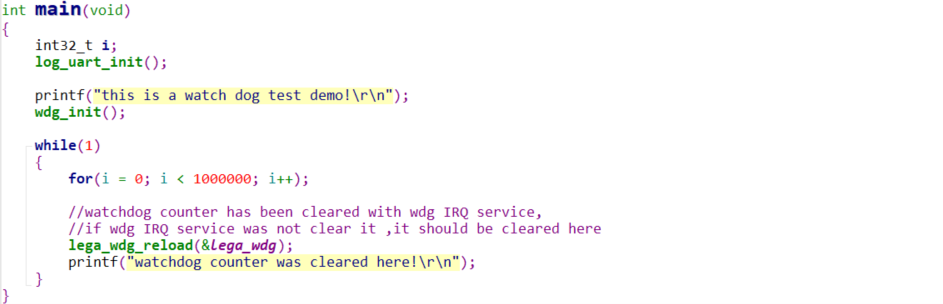 int main(void)
{
    int32_t i;
    log_uart_init();
    printf("this is a watch dog test demo!\r\n");
    wdg_init();
    while(1)
    {
        for(i = 0; i < 1000000; i++);
        //watchdog counter has been cleared with wdg IRQ service,
        //if wdg IRQ service was not clear it ,it should be cleared here
        lega_wdg_reload(&lega_wdg);
        printf("watchdog counter was cleared here!\r\n");
    }
}